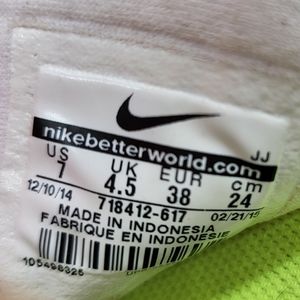 nikebetterworld.com
JJ
US UK EUR cm
7 4.5 38 24
12/10/14 718412-617 02/21/15
MADE IN INDONESIA
FABRIQUE EN INDONESIE
105498325